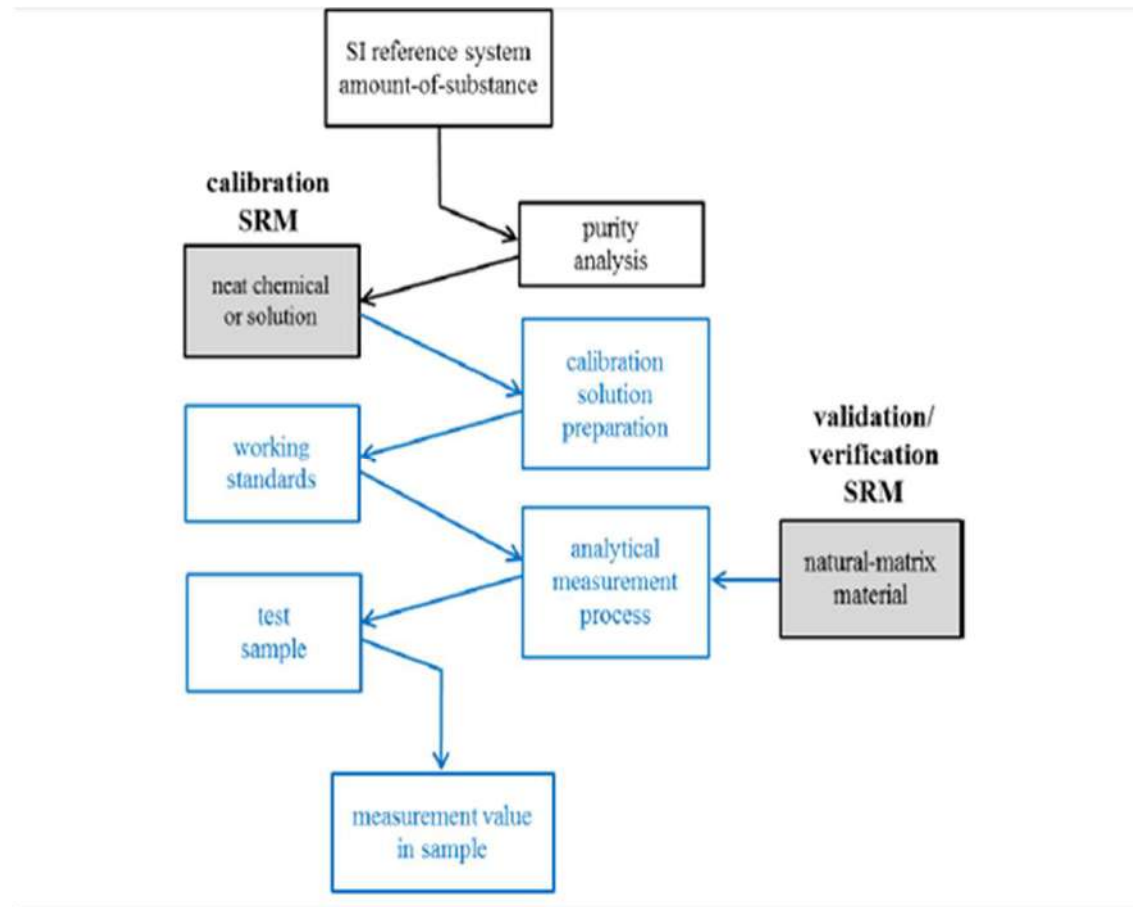 SI reference system
amount-of-substance
calibration
SRM
purity
analysis
neat chemical
or solution
calibration
solution
preparation
working
standards
validation/
verification
SRM
analytical
measurement
process
natural-matrix
material
test
sample
measurement value
in sample